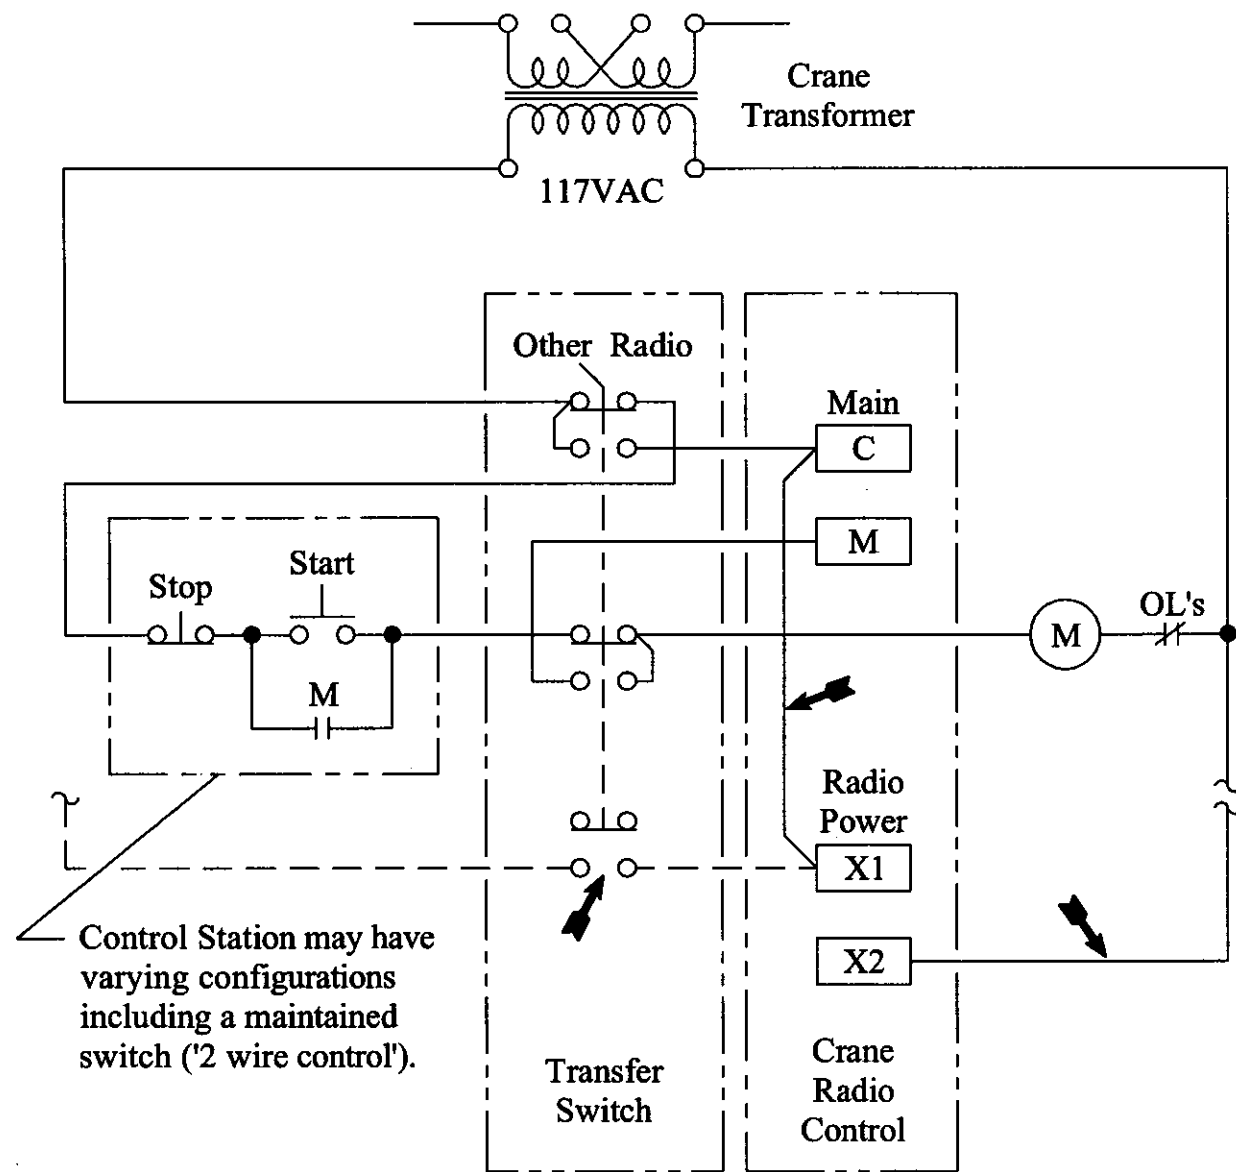 Crane
Transformer
117VAC
Other Radio
Main
C
M
Start
Stop
OL's
M
M
Radio
Power
X1
X2
Control Station may have
varying configurations
including a maintained
switch ('2 wire control').
Transfer
Switch
Crane
Radio
Control